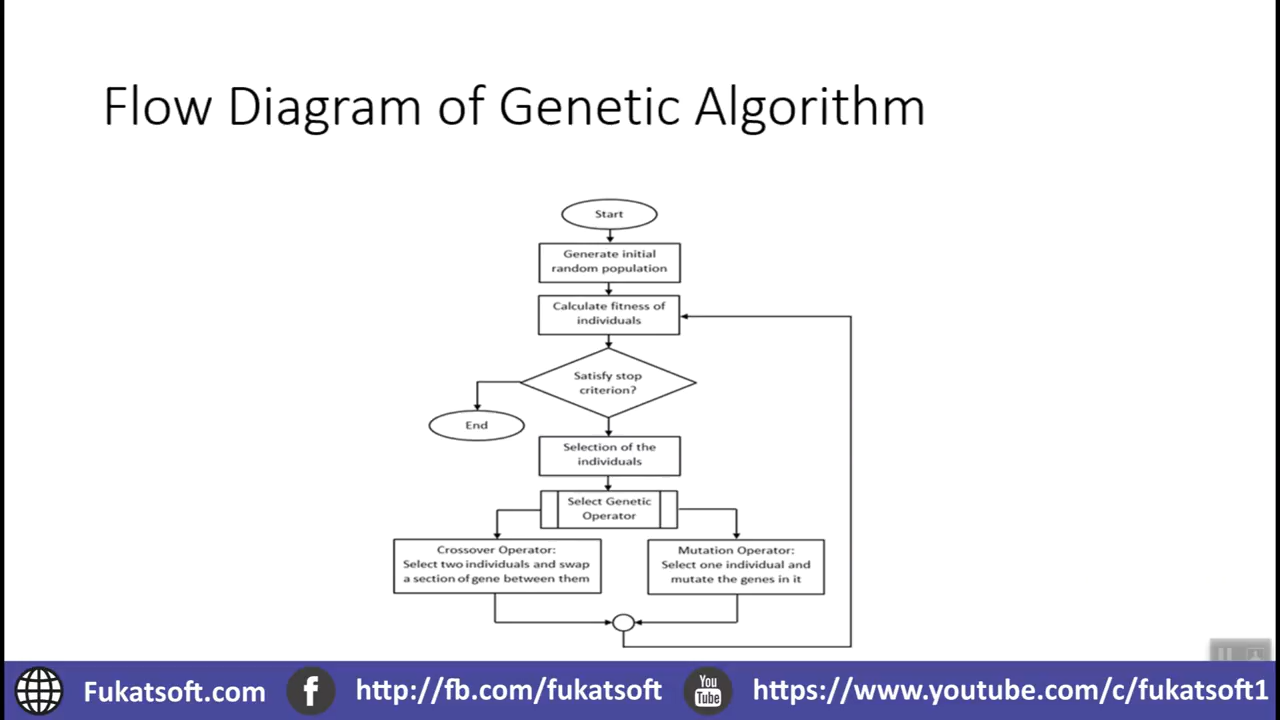 Flow Diagram of Genetic Algorithm
Start
Generate initial
random population
Calculate fitness of
individuals
Satisfy stop
criterion?
End
Selection of the
individuals
Select Genetic
Operator
Crossover Operator:
Select two individuals and swap
a section of gene between them
Mutation Operator:
Select one individual and
mutate the genes in it
Fukatsoft.com
f
http://fb.com/fukatsoft
You
Tube
https://www.youtube.com/c/fukatsoft1